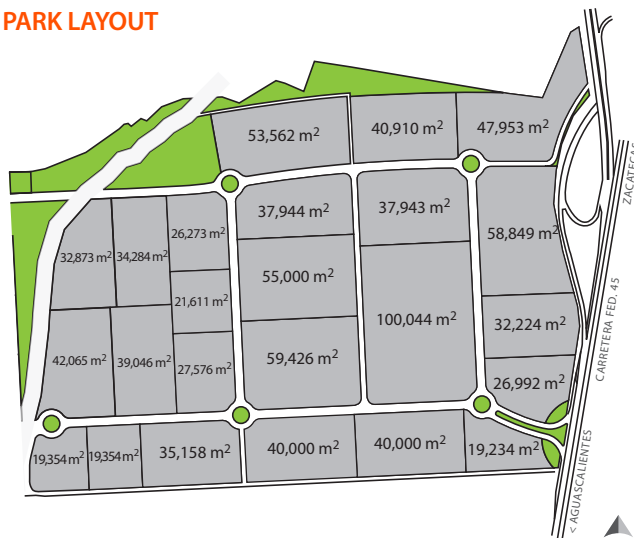 PARK LAYOUT
53,562 m²
40,910 m²
47,953 m²
37,944 m²
37,943 m²
58,849 m²
26,273 m²
32,873 m²
34,284 m²
55,000 m²
21,611 m²
100,044 m²
32,224 m²
42,065 m²
39,046 m²
27,576 m²
59,426 m²
26,992 m²
19,354 m²
19,354 m²
35,158 m²
40,000 m²
40,000 m²
19,234 m²
ZACATECAS
CARRETERA FED. 45
< AGUASCALIENTES